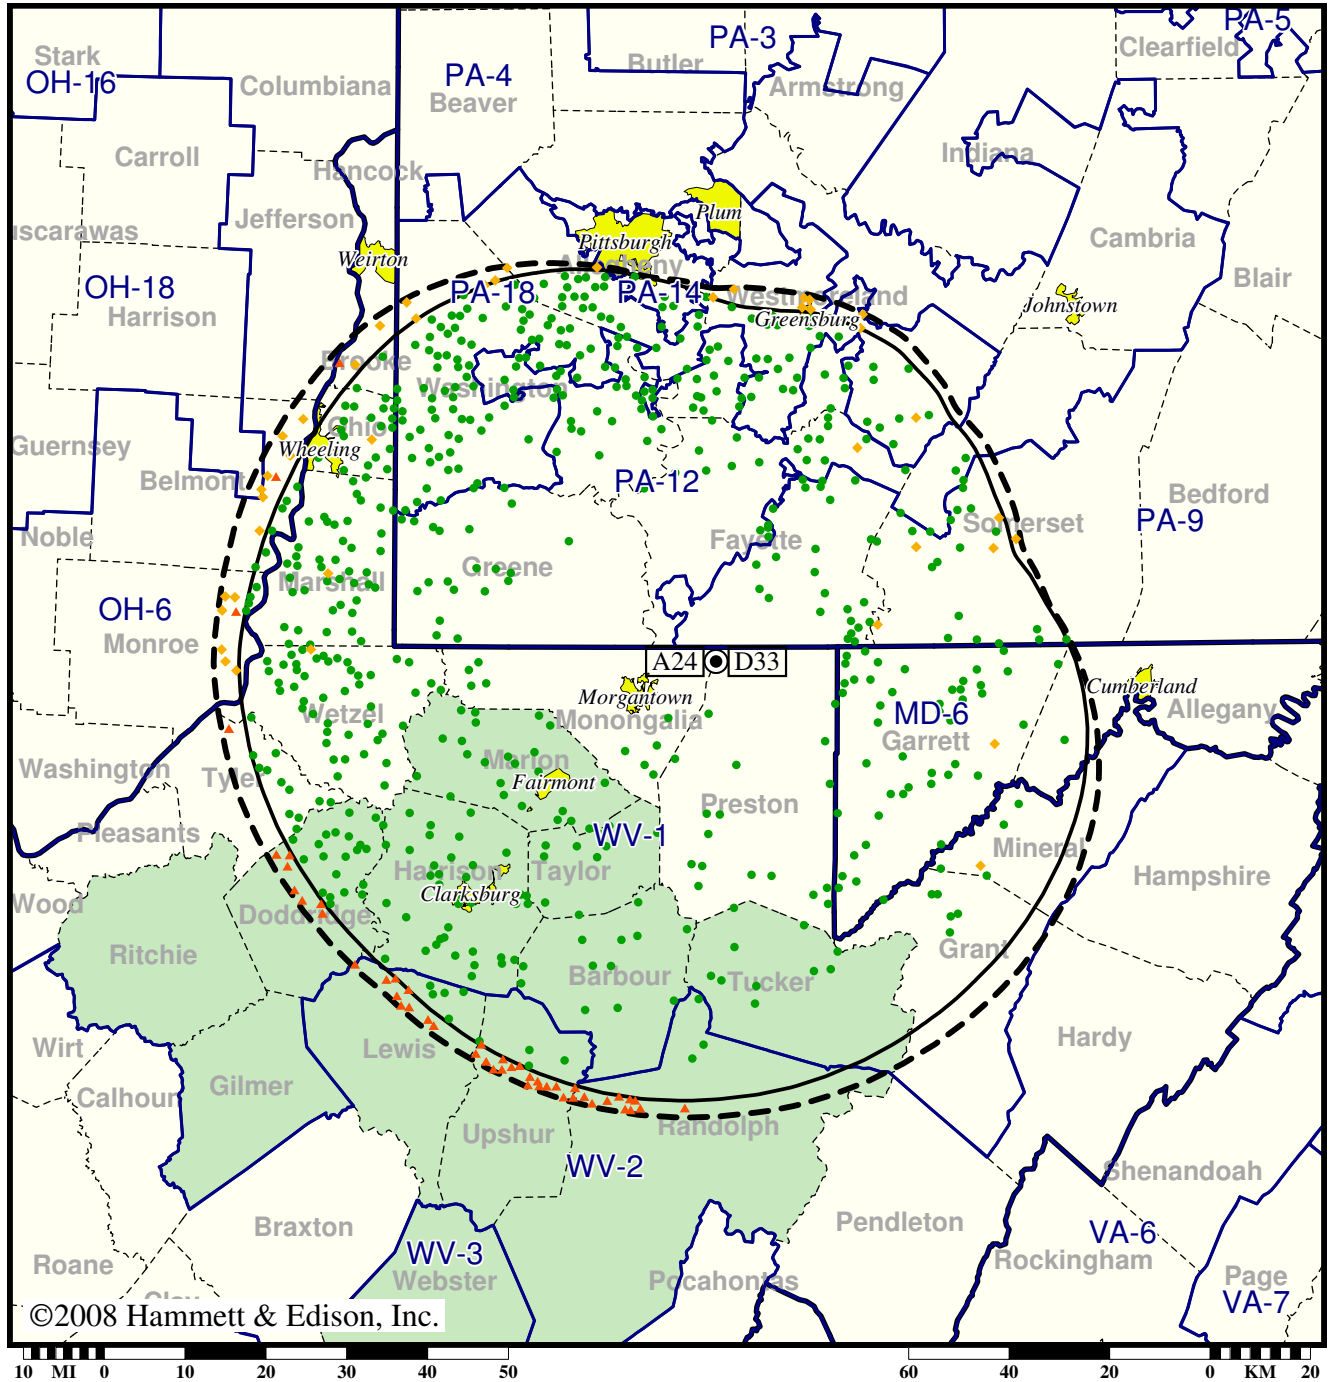 PA-5
PA-3
Clearfield
Stark
OH-16
Columbiana
PA-4
Beaver
Butler
Armstrong
Carroll
Hancock
Indiana
Jefferson
Plum
uscarawas
Weirton
Pittsburgh
Allegheny
Cambria
Blair
OH-18
Harrison
PA-18
PA-14
Westmoreland
Greensburg
Johnstown
Brooke
Washington
Guernsey
Ohio
Wheeling
Belmont
PA-12
Bedford
PA-9
Noble
Fayette
Somerset
Greene
Marshall
OH-6
Monroe
A24
D33
Morgantown
Monongalia
Cumberland
Allegany
Wetzel
MD-6
Garrett
Washington
Tyler
Marion
Fairmont
Preston
Pleasants
WV-1
Mineral
Harrison
Taylor
Clarksburg
Hampshire
Wood
Doddridge
Ritchie
Grant
Barbour
Tucker
Wirt
Lewis
Hardy
Calhoun
Gilmer
Upshur
Randolph
WV-2
Shenandoah
Braxton
Pendleton
WV-3
Webster
VA-6
Rockingham
Roane
Pocahontas
Page
VA-7
Clay
©2008 Hammett & Edison, Inc.
10 MI 0 10 20 30 40 50 60 40 20 0 KM 20